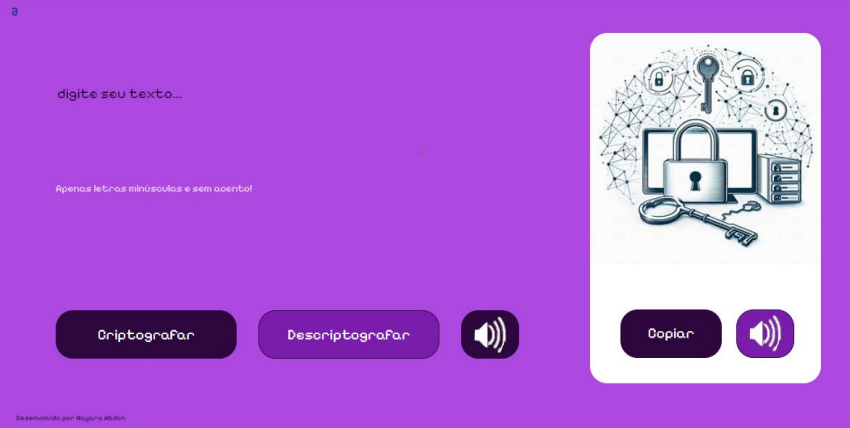 a
digite seu texto...
Apenas letras minúsculas e sem acento!
Criptografar
Descriptografar
Copiar
Desenvolvido por Nayara Abdon